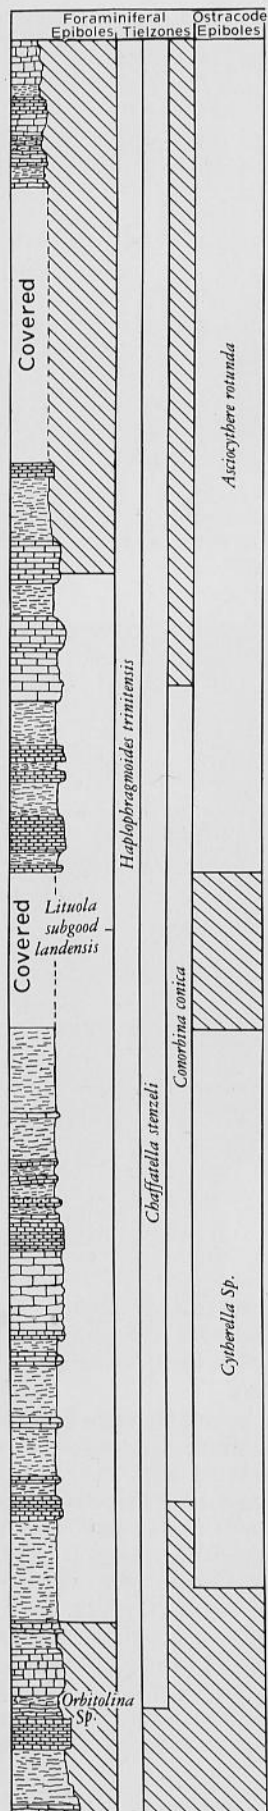 Foraminiferal
Epiboles
Tielzones
Ostracode
Epiboles
Covered
Asciocythere rotunda
Haplophragmoides trinitensis
Covered
Lituola
subgood
landensis
Conorbina conica
Chaffatella stenzeli
Cytherella Sp.
Orbitolina
Sp.